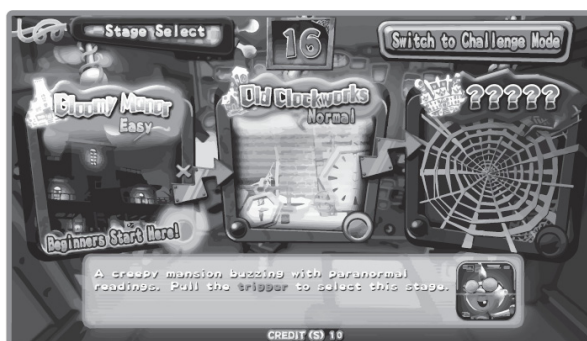 Stage Select
16
Switch to Challenge Mode
Gloomy Manor
Easy
Old Clockworks
Normal
?????
Beginners Start Here!
A creepy mansion buzzing with paranormal
readings. Pull the trigger to select this stage.
CREDIT(S) 10